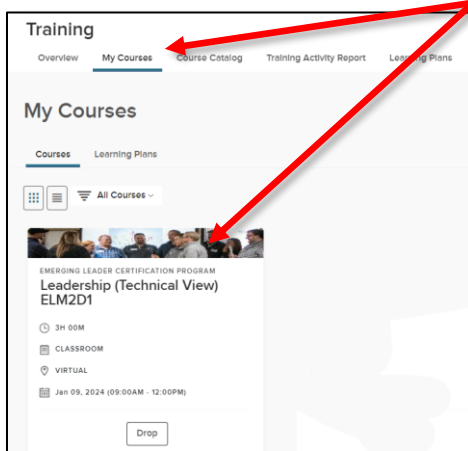 Training
Overview My Courses Course Catalog Training Activity Report Learning Plans
My Courses
Courses Learning Plans
All Courses
EMERGING LEADER CERTIFICATION PROGRAM
Leadership (Technical View)
ELM2D1
3H 00M
CLASSROOM
VIRTUAL
Jan 09, 2024 (09:00AM - 12:00PM)
Drop